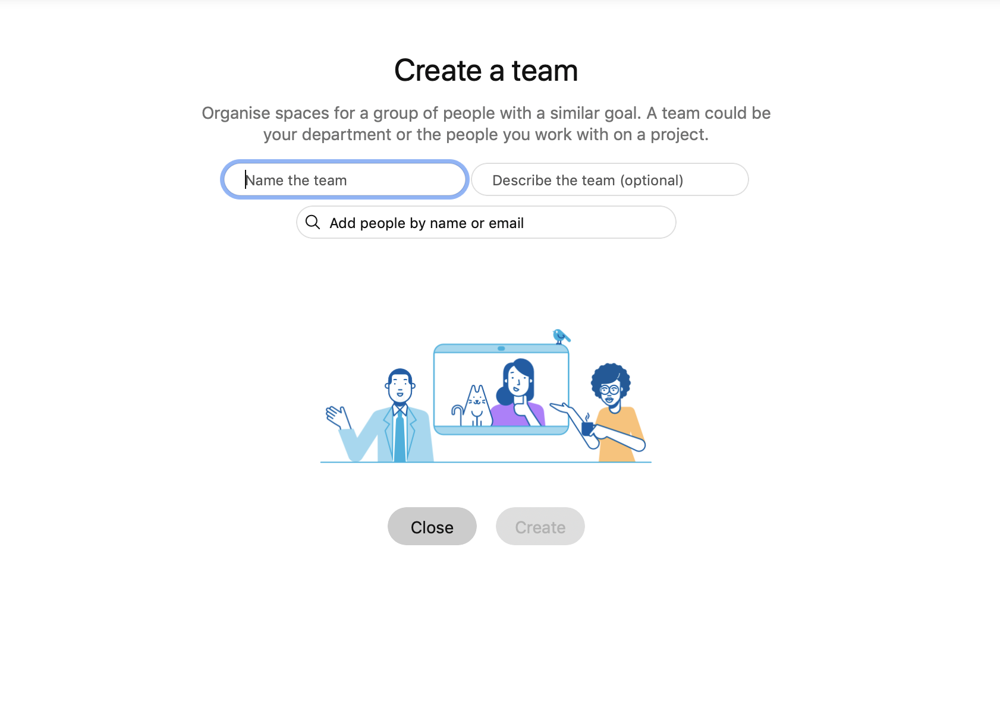 Create a team
Organise spaces for a group of people with a similar goal. A team could be
your department or the people you work with on a project.
Name the team
Describe the team (optional)
Add people by name or email
Close
Create